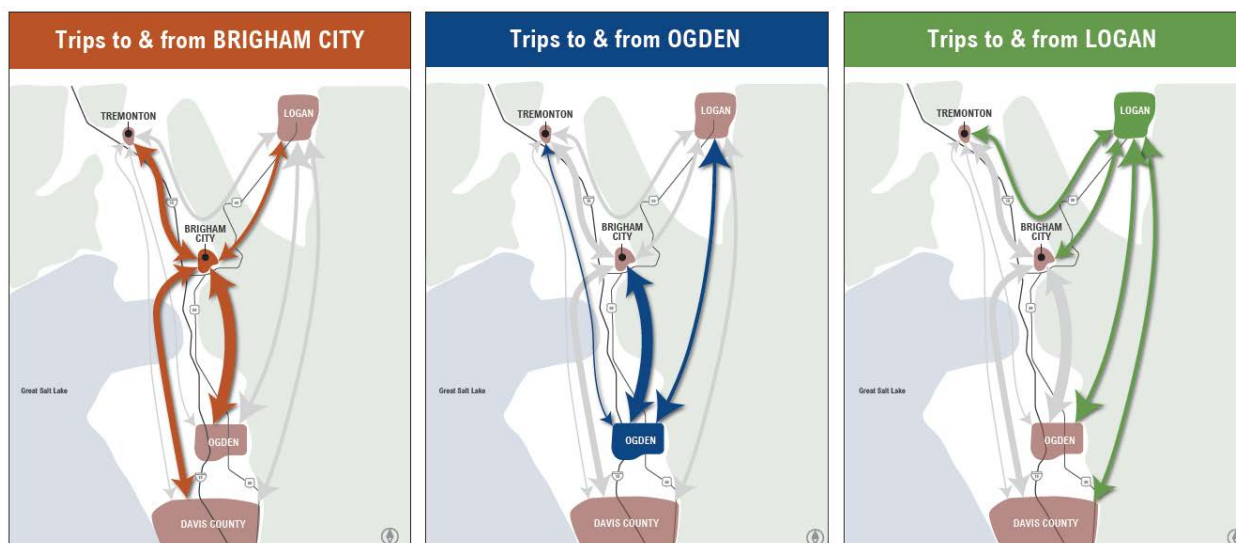 Trips to & from BRIGHAM CITY
TREMONTON
LOGAN
BRIGHAM
CITY
Great Salt Lake
OGDEN
DAVIS COUNTY
Trips to & from OGDEN
TREMONTON
LOGAN
BRIGHAM
CITY
Great Salt Lake
OGDEN
DAVIS COUNTY
Trips to & from LOGAN
TREMONTON
LOGAN
BRIGHAM
CITY
Great Salt Lake
OGDEN
DAVIS COUNTY